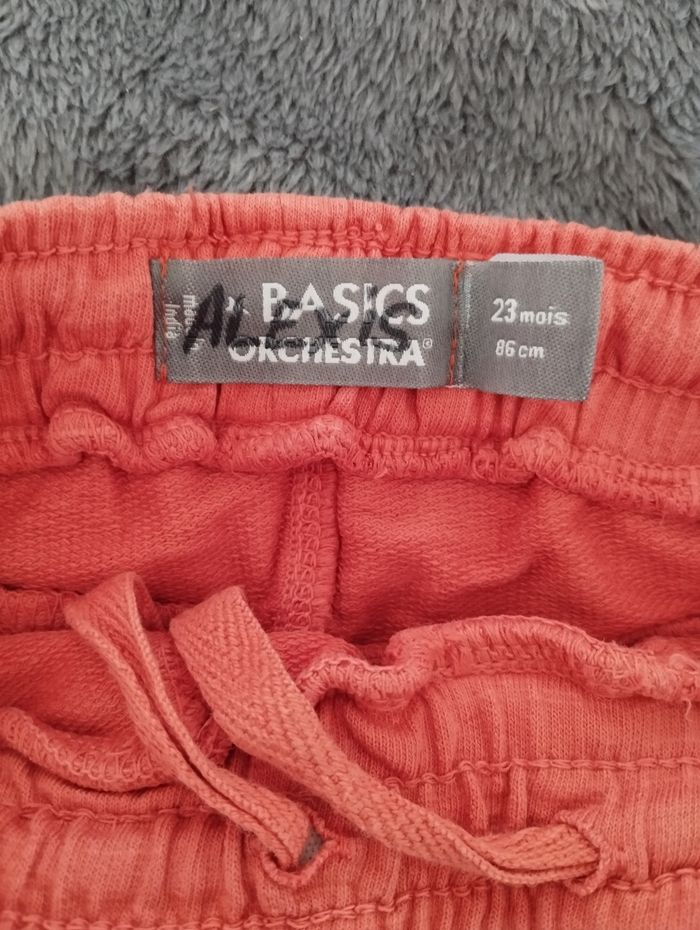 BASICS
ORCHESTRA®
ALEXIS
made in
India
23 mois
86 cm